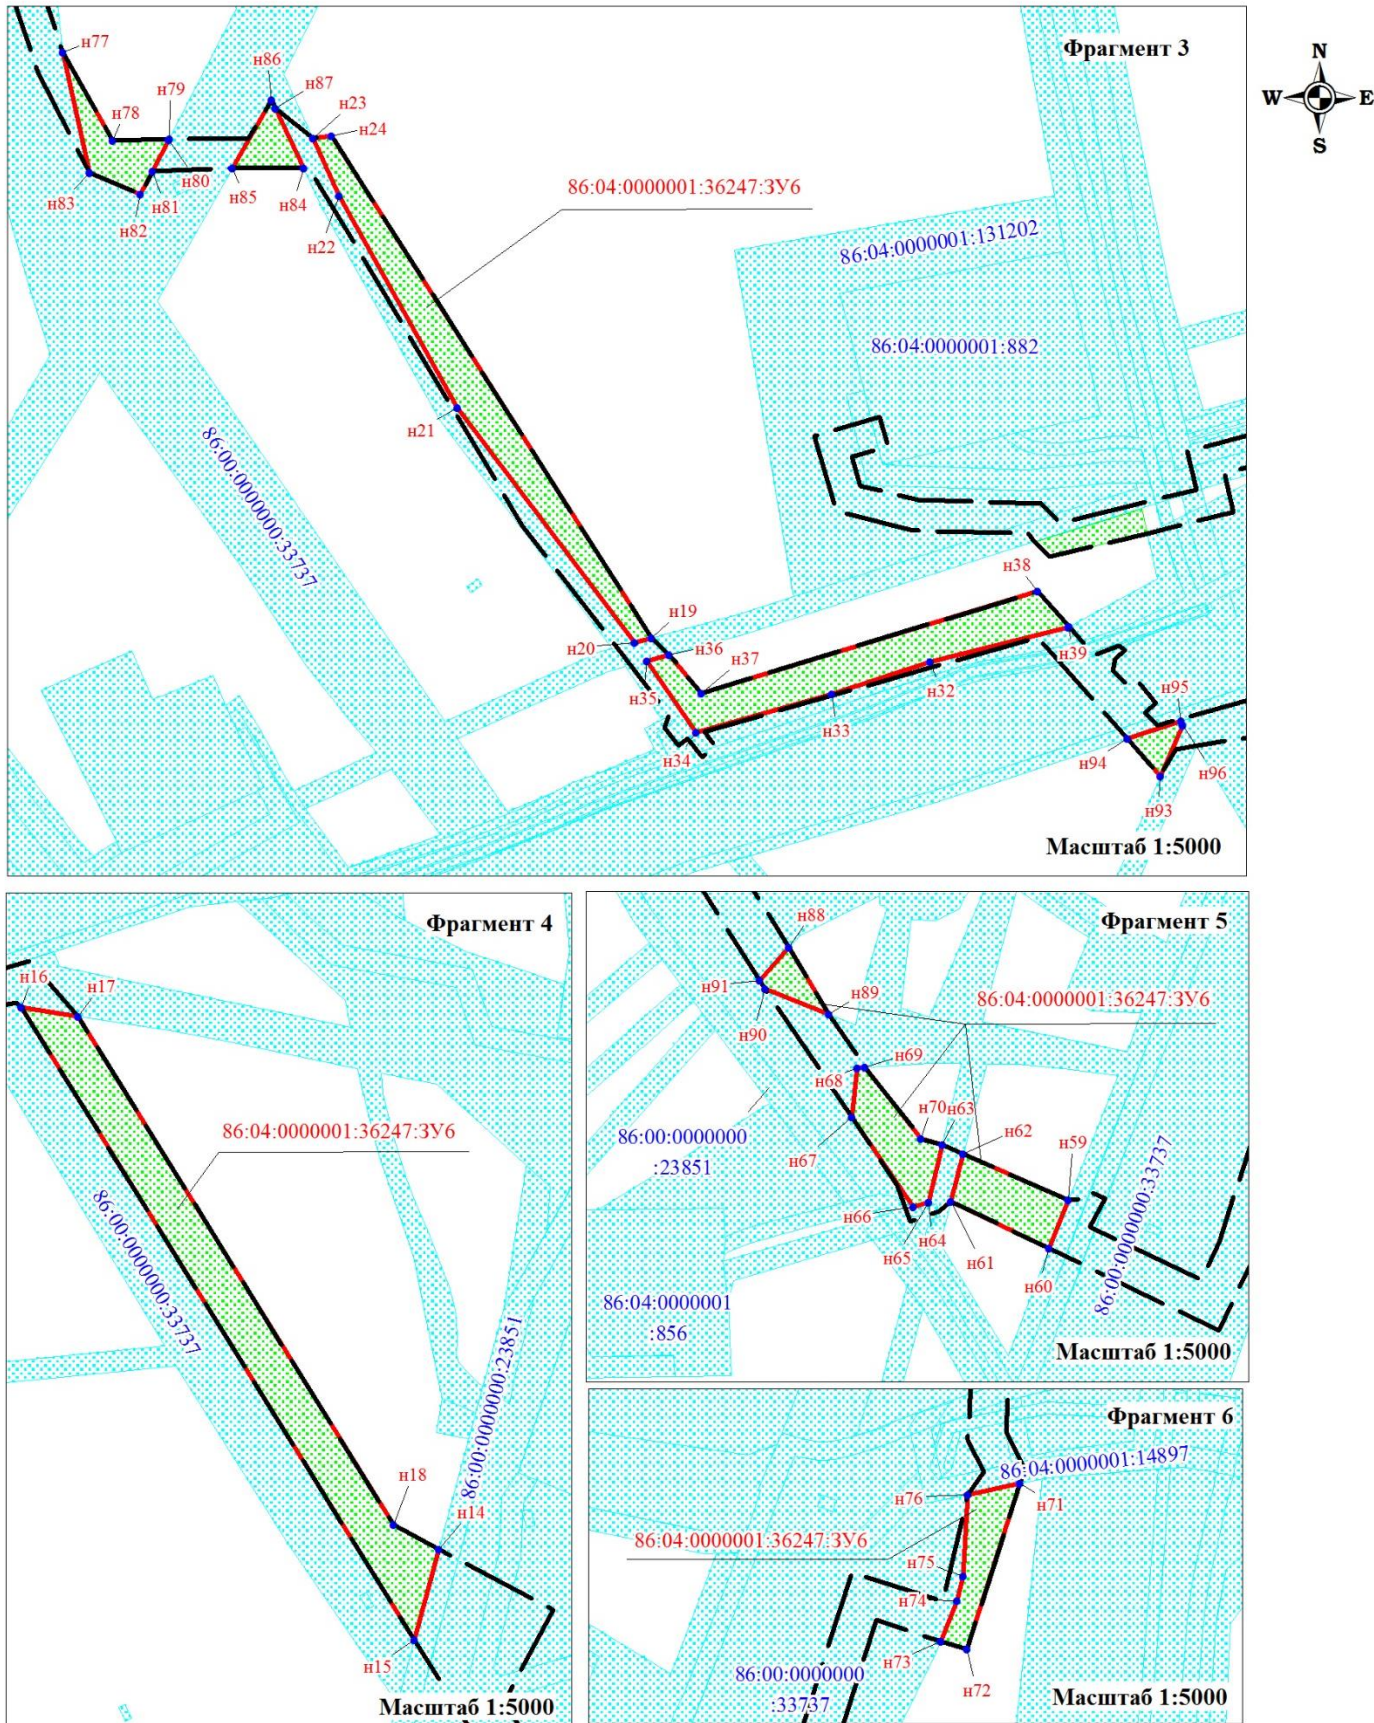 Фрагмент 3
N
W
E
S
н77
н78
н79
н80
н81
н82
н83
н84
н85
н86
н87
н23
н24
н22
н21
86:04:0000001:36247:ЗУ6
86:04:0000001:131202
86:04:0000001:882
86:00:0000000:33737
н19
н20
н36
н35
н37
н34
н33
н32
н38
н39
н95
н94
н96
н93
Масштаб 1:5000
Фрагмент 4
н16
н17
86:04:0000001:36247:ЗУ6
86:00:0000000:33737
86:00:0000000:23851
н18
н14
н15
Масштаб 1:5000
Фрагмент 5
н88
н91
н90
н89
86:04:0000001:36247:ЗУ6
н68
н69
н70
н63
н62
н59
86:00:0000000
:23851
н67
н66
н65
н64
н61
н60
86:00:0000000:33737
86:04:0000001
:856
Масштаб 1:5000
Фрагмент 6
86:04:0000001:14897
н76
н71
86:04:0000001:36247:ЗУ6
н75
н74
н73
н72
86:00:0000000
:33737
Масштаб 1:5000